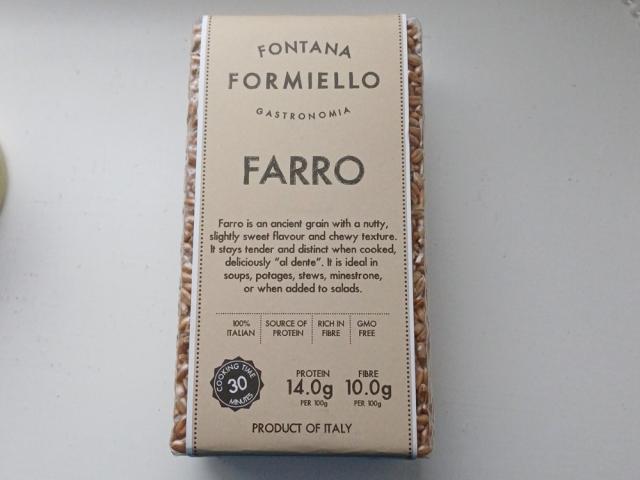 FONTANA
FORMIELLO
GASTRONOMIA
FARRO
Farro is an ancient grain with a nutty,
slightly sweet flavour and chewy texture.
It stays tender and distinct when cooked,
deliciously "al dente". It is ideal in
soups, potages, stews, minestrone,
or when added to salads.
100% ITALIAN
SOURCE OF PROTEIN
RICH IN FIBRE
GMO FREE
COOKING TIME
30
MINUTES
PROTEIN
14.0g
PER 100g
FIBRE
10.0g
PER 100g
PRODUCT OF ITALY